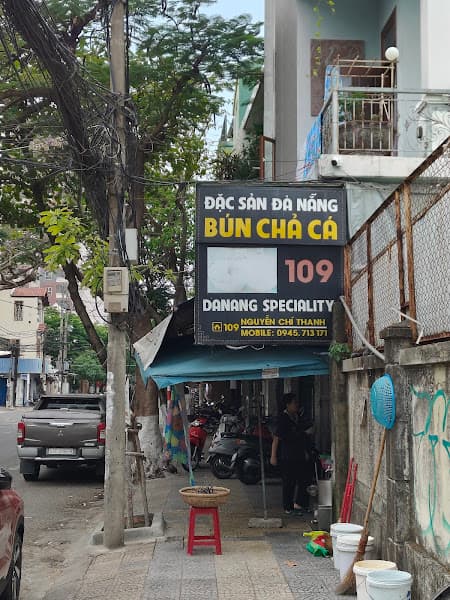 ĐẶC SẢN ĐÀ NẴNG
BÚN CHẢ CÁ
109
DANANG SPECIALITY
109 NGUYỄN CHÍ THANH
MOBILE: 0945.713 171